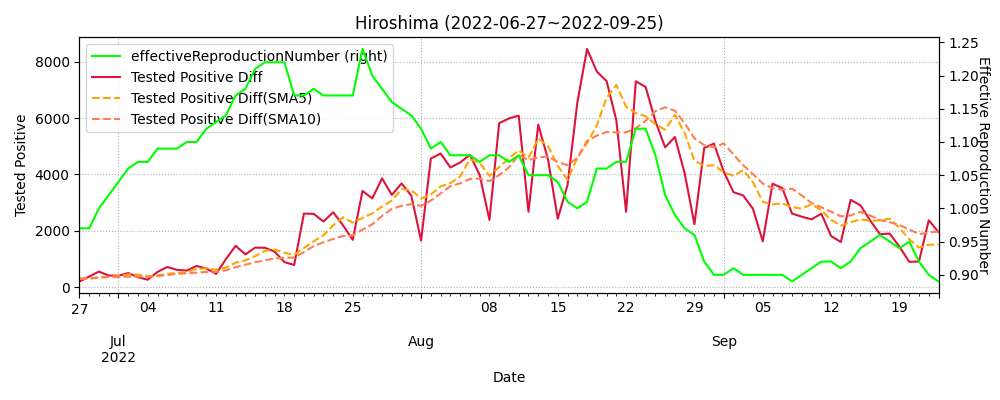 Hiroshima (2022-06-27~2022-09-25)
effectiveReproductionNumber (right)
Tested Positive Diff
Tested Positive Diff(SMA5)
Tested Positive Diff(SMA10)
Tested Positive
8000
6000
4000
2000
0
Effective Reproduction Number
1.25
1.20
1.15
1.10
1.05
1.00
0.95
0.90
27 04 11 18 25 08 15 22 05 12 19
Jul Aug Sep
2022
Date